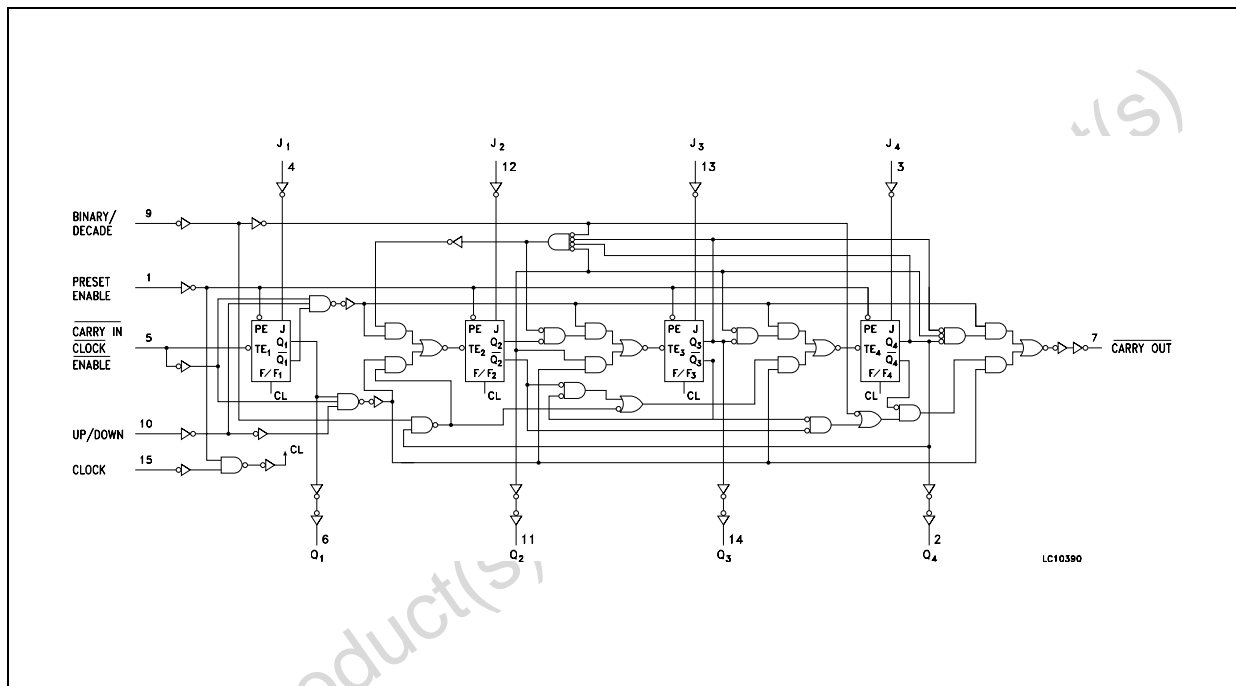 t(s)
J1 J2 J3 J4
4 12 13 3
BINARY/ 9
DECADE
PRESET 1
ENABLE
CARRY IN 5
CLOCK
ENABLE
PE J PE J PE J PE J
Q1 Q2 Q3 Q4
TE1 TE2 TE3 TE4
Q1 Q2 Q3 Q4
F/F1 F/F2 F/F3 F/F4
CL CL CL CL
7 CARRY OUT
UP/DOWN 10
CL
CLOCK 15
6 11 14 2
Q1 Q2 Q3 Q4
LC10390
oduct(s)